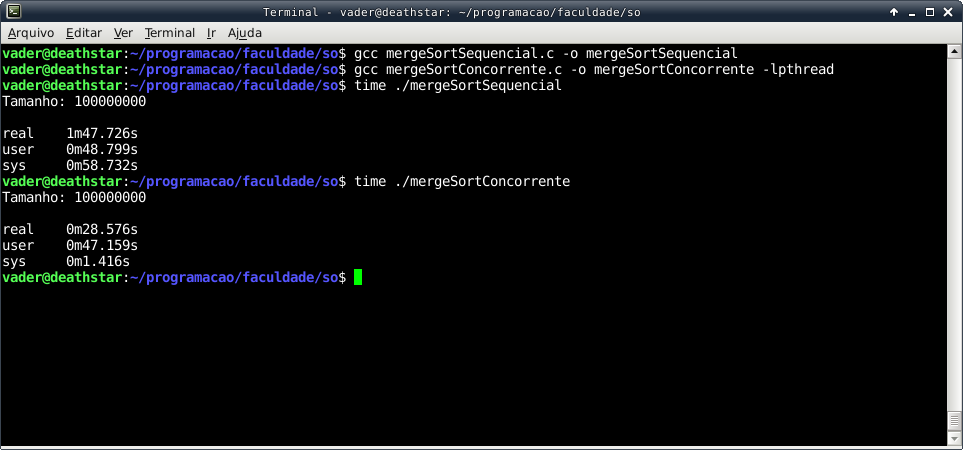 Terminal - vader@deathstar: ~/programacao/faculdade/so
Arquivo Editar Ver Terminal Ir Ajuda
vader@deathstar:~/programacao/faculdade/so$ gcc mergeSortSequencial.c -o mergeSortSequencial
vader@deathstar:~/programacao/faculdade/so$ gcc mergeSortConcorrente.c -o mergeSortConcorrente -lpthread
vader@deathstar:~/programacao/faculdade/so$ time ./mergeSortSequencial
Tamanho: 100000000
real 1m47.726s
user 0m48.799s
sys 0m58.732s
vader@deathstar:~/programacao/faculdade/so$ time ./mergeSortConcorrente
Tamanho: 100000000
real 0m28.576s
user 0m47.159s
sys 0m1.416s
vader@deathstar:~/programacao/faculdade/so$